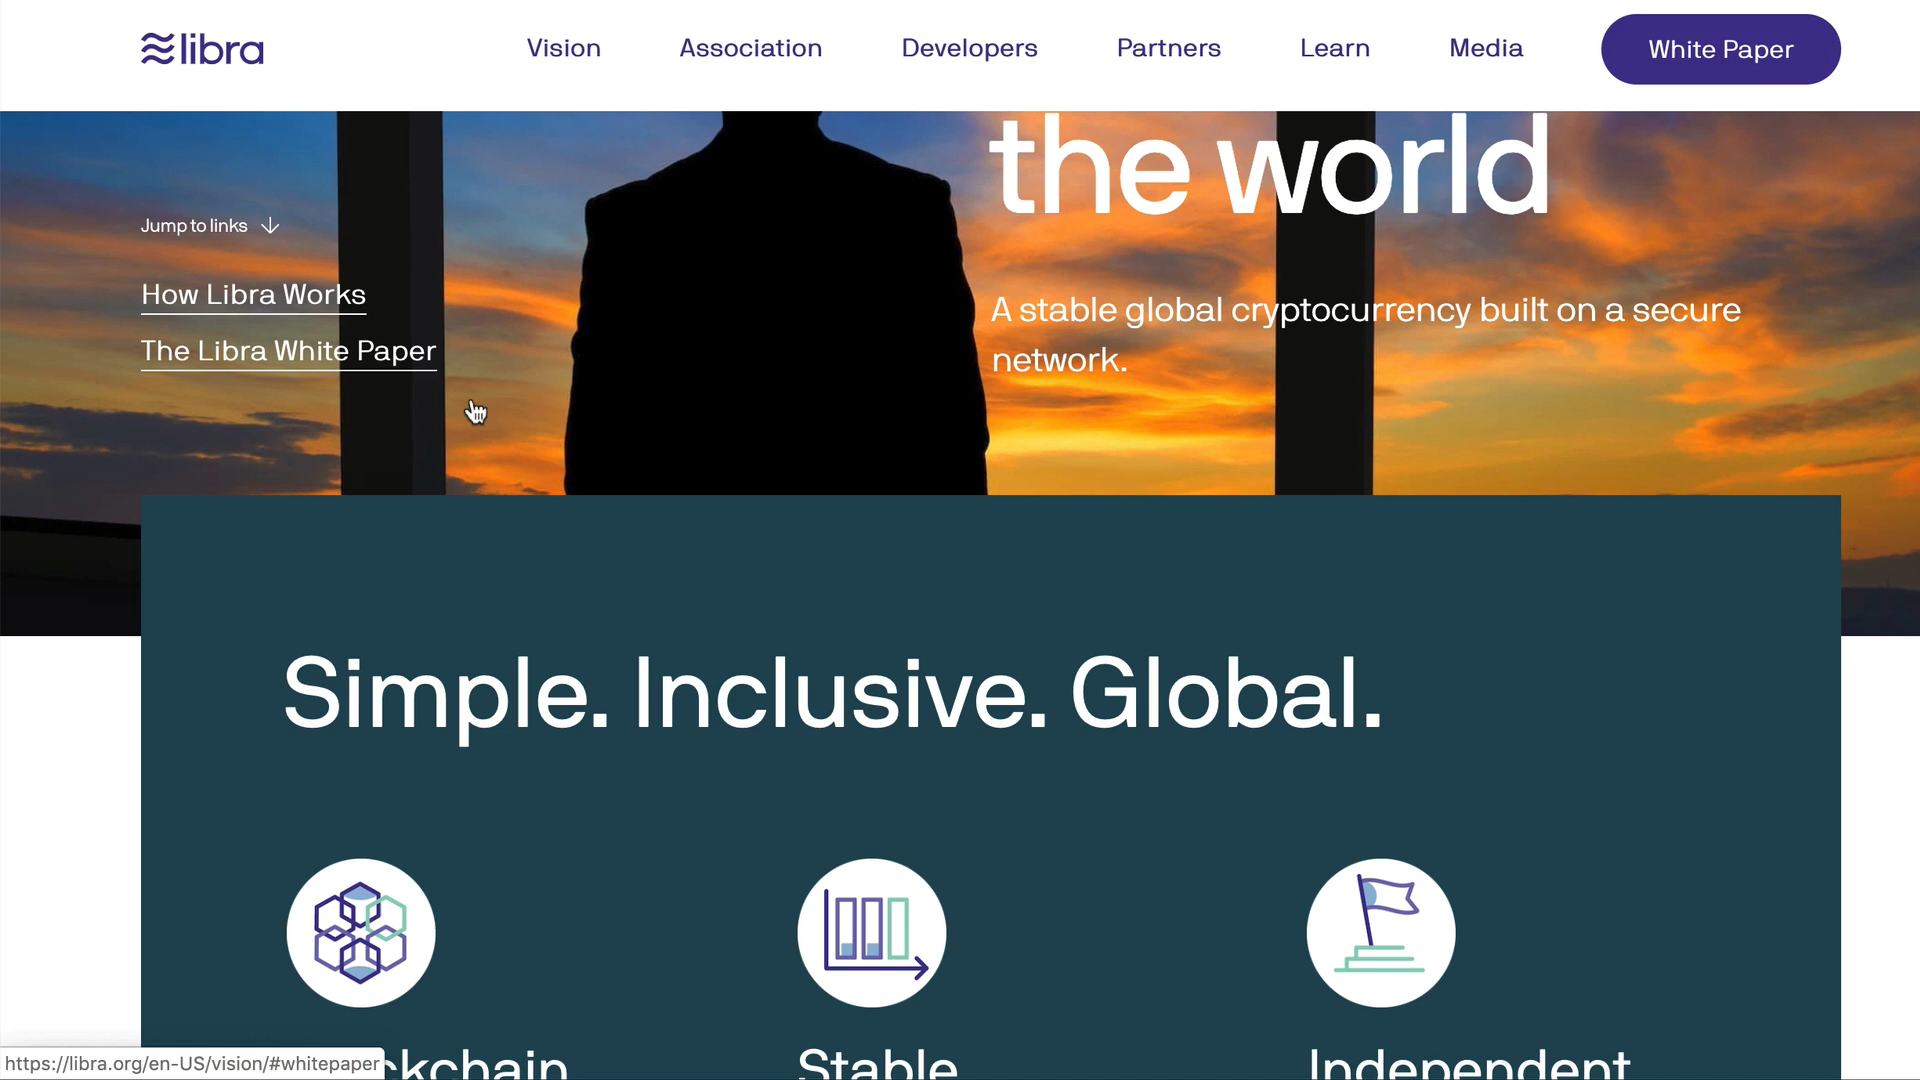 libra
Vision
Association
Developers
Partners
Learn
Media
White Paper
the world
Jump to links
How Libra Works
The Libra White Paper
A stable global cryptocurrency built on a secure
network.
Simple. Inclusive. Global.
ckchain
Stable
Independent
https://libra.org/en-US/vision/#whitepaper